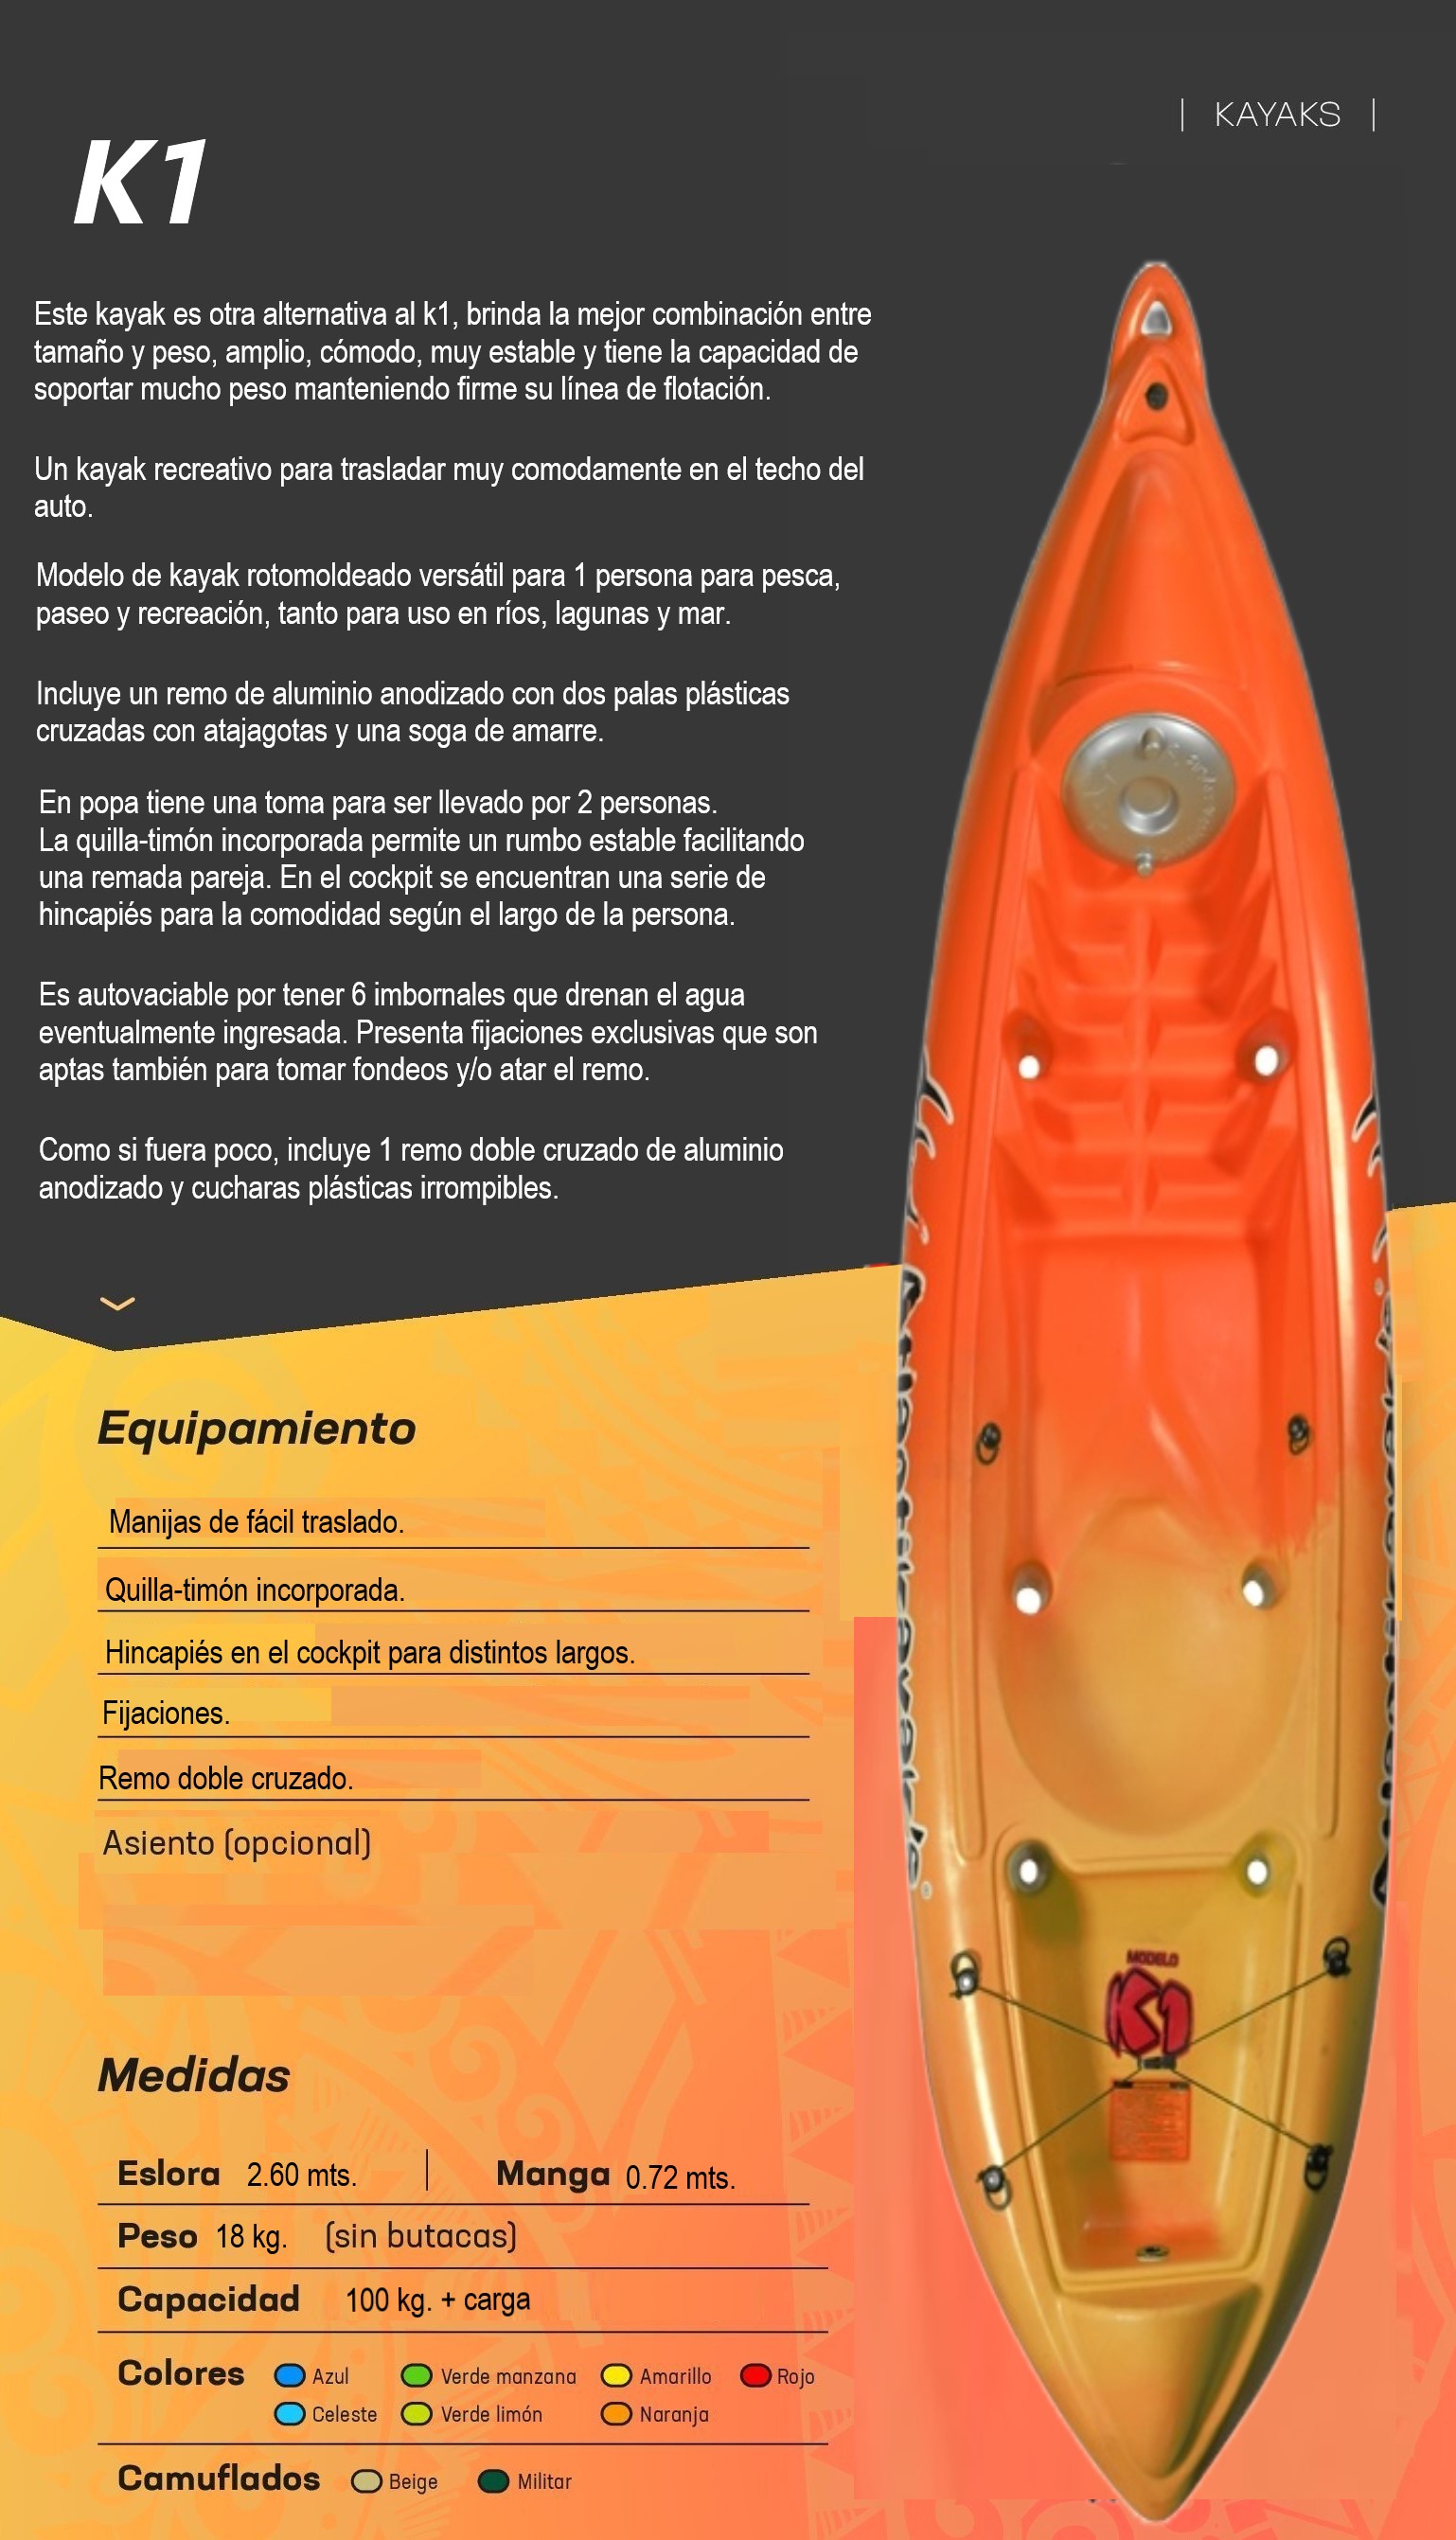 | KAYAKS |
K1
Este kayak es otra alternativa al k1, brinda la mejor combinación entre
tamaño y peso, amplio, cómodo, muy estable y tiene la capacidad de
soportar mucho peso manteniendo firme su línea de flotación.
Un kayak recreativo para trasladar muy comodamente en el techo del
auto.
Modelo de kayak rotomoldeado versátil para 1 persona para pesca,
paseo y recreación, tanto para uso en ríos, lagunas y mar.
Incluye un remo de aluminio anodizado con dos palas plásticas
cruzadas con atajagotas y una soga de amarre.
En popa tiene una toma para ser llevado por 2 personas.
La quilla-timón incorporada permite un rumbo estable facilitando
una remada pareja. En el cockpit se encuentran una serie de
hincapiés para la comodidad según el largo de la persona.
Es autovaciable por tener 6 imbornales que drenan el agua
eventualmente ingresada. Presenta fijaciones exclusivas que son
aptas también para tomar fondeos y/o atar el remo.
Como si fuera poco, incluye 1 remo doble cruzado de aluminio
anodizado y cucharas plásticas irrompibles.
Equipamiento
Manijas de fácil traslado.
Quilla-timón incorporada.
Hincapiés en el cockpit para distintos largos.
Fijaciones.
Remo doble cruzado.
Asiento (opcional)
MODELO
K1
Medidas
Eslora 2.60 mts. | Manga 0.72 mts.
Peso 18 kg. (sin butacas)
Capacidad 100 kg. + carga
Colores Azul Verde manzana Amarillo Rojo
Celeste Verde limón Naranja
Camuflados Beige Militar